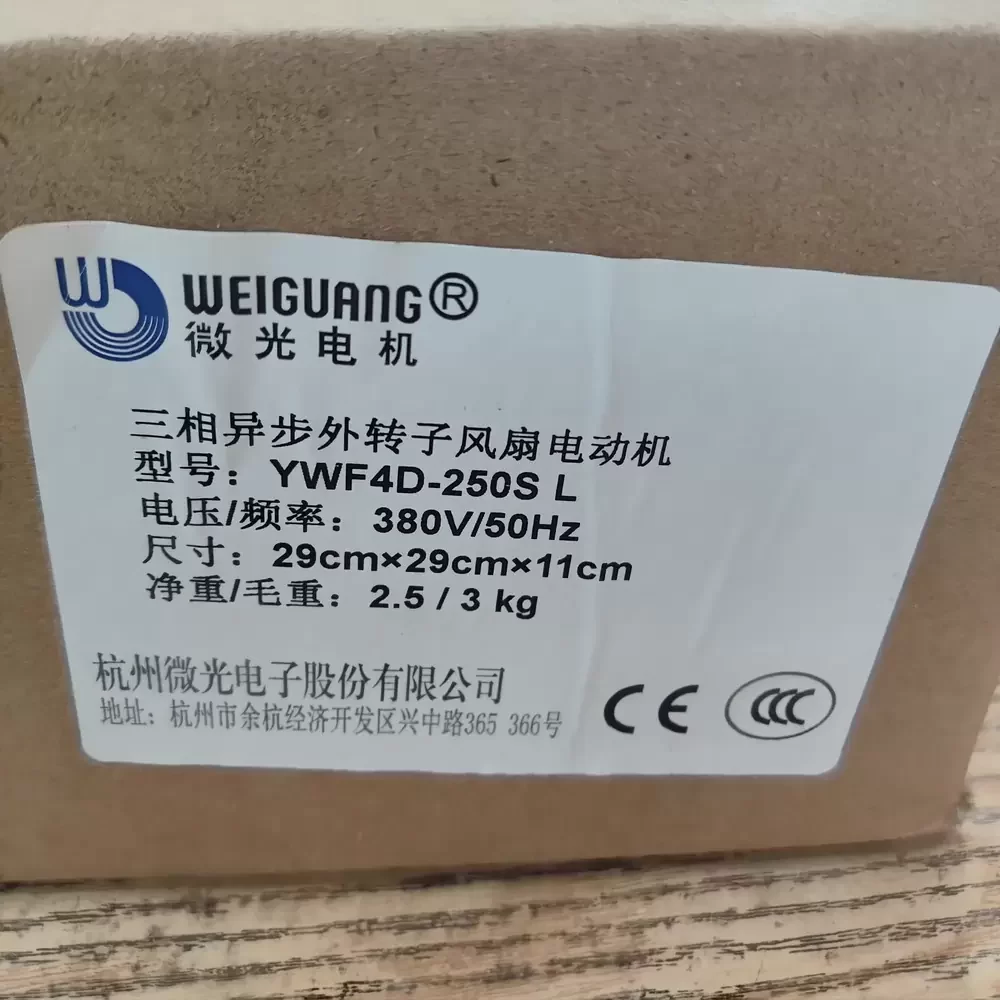 WEIGUANG®
微光电机
三相异步外转子风扇电动机
型号：YWF4D-250S L
电压/频率：380V/50Hz
尺寸：29cm×29cm×11cm
净重/毛重：2.5 / 3 kg
杭州微光电子股份有限公司
地址：杭州市余杭经济开发区兴中路365 366号
CE
CCC